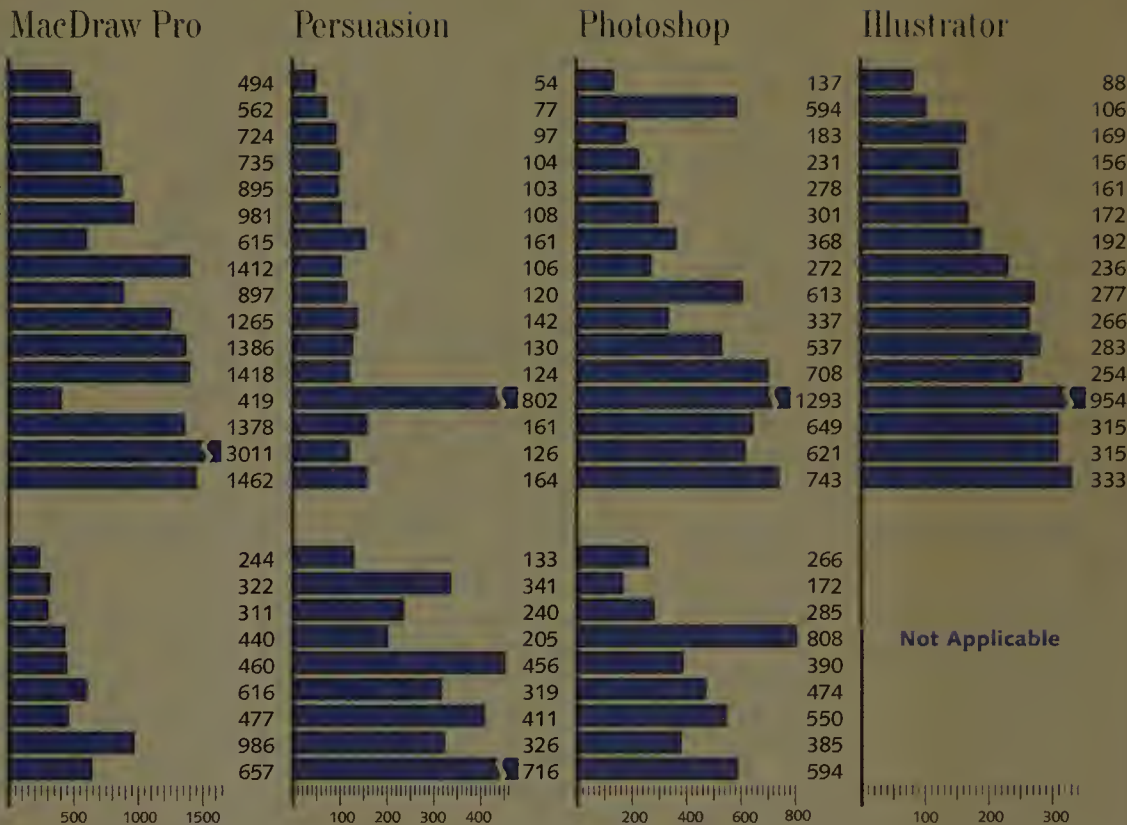 MacDraw Pro Persuasion Photoshop Illustrator
494 54 137 88
562 77 594 106
724 97 183 169
735 104 231 156
895 103 278 161
981 108 301 172
615 161 368 192
1412 106 272 236
897 120 613 277
1265 142 337 266
1386 130 537 283
1418 124 708 254
419 802 1293 954
1378 161 649 315
3011 126 621 315
1462 164 743 333
244 133 266
322 341 172
311 240 285
440 205 808 Not Applicable
460 456 390
616 319 474
477 411 550
986 326 385
657 716 594
500 1000 1500 100 200 300 400 200 400 600 800 100 200 300